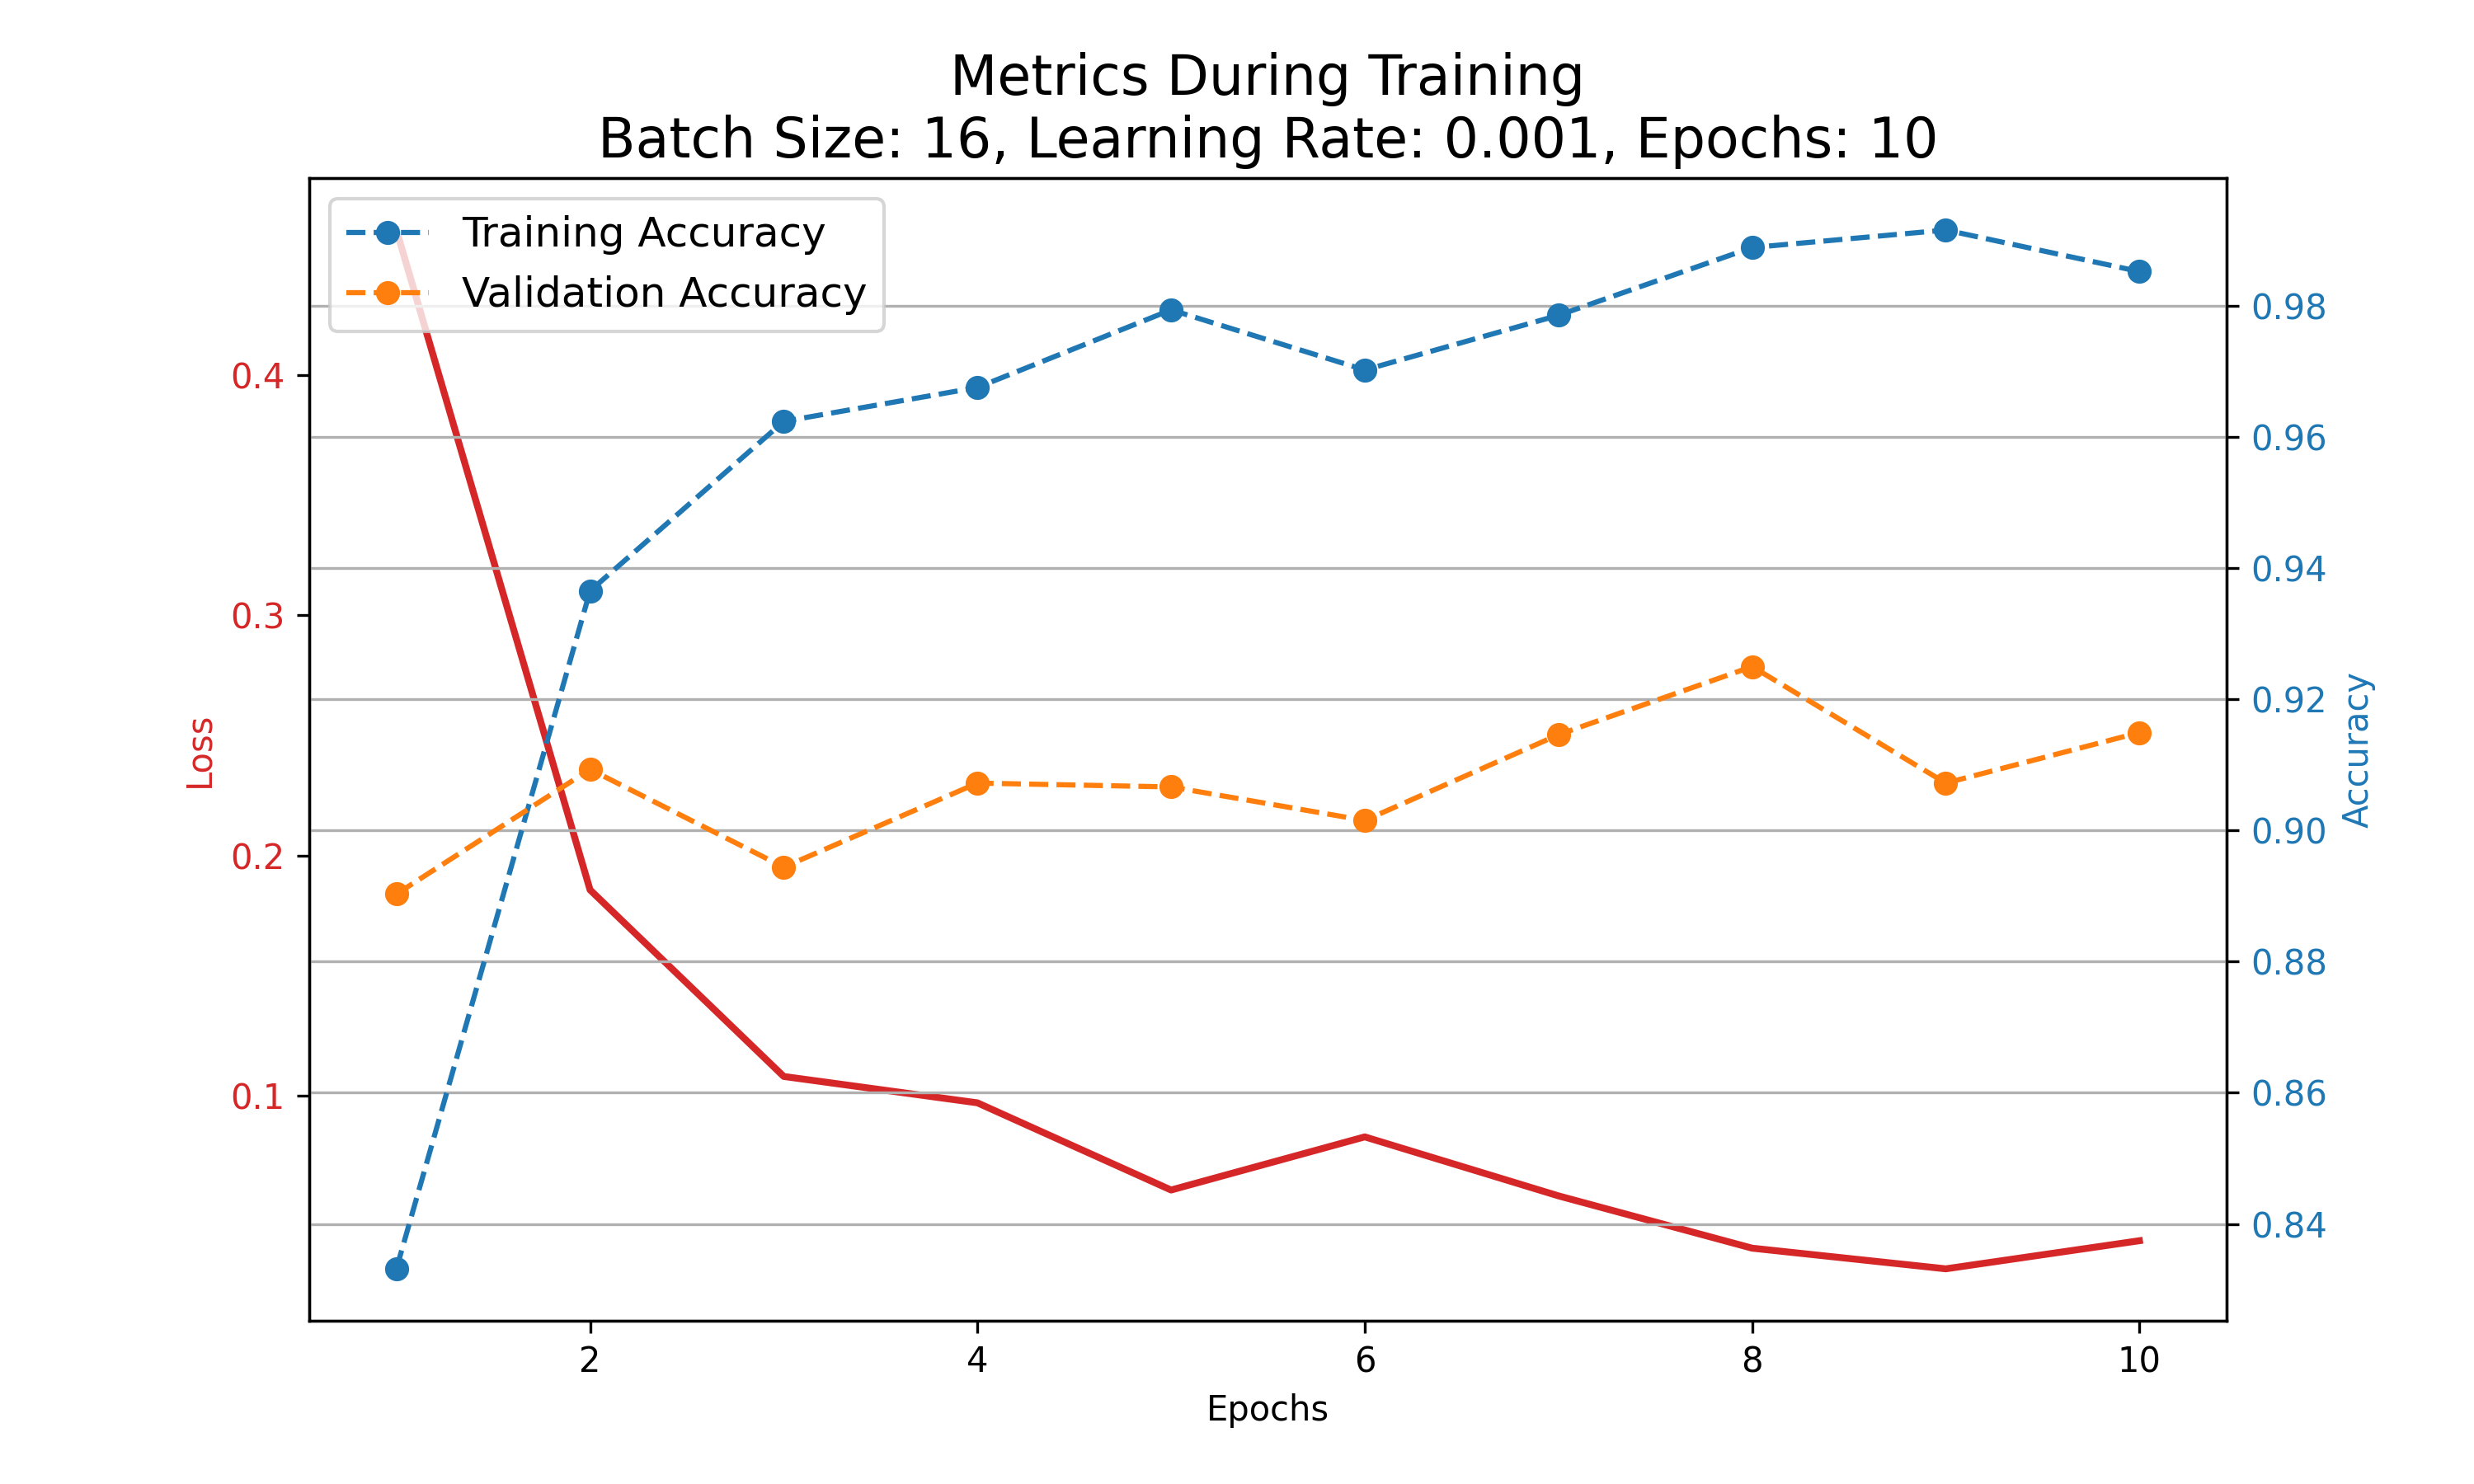 Metrics During Training
Batch Size: 16, Learning Rate: 0.001, Epochs: 10
Training Accuracy
Validation Accuracy
0.4
0.3
0.2
0.1
Loss
0.98
0.96
0.94
0.92
0.90
0.88
0.86
0.84
Accuracy
2 4 6 8 10
Epochs